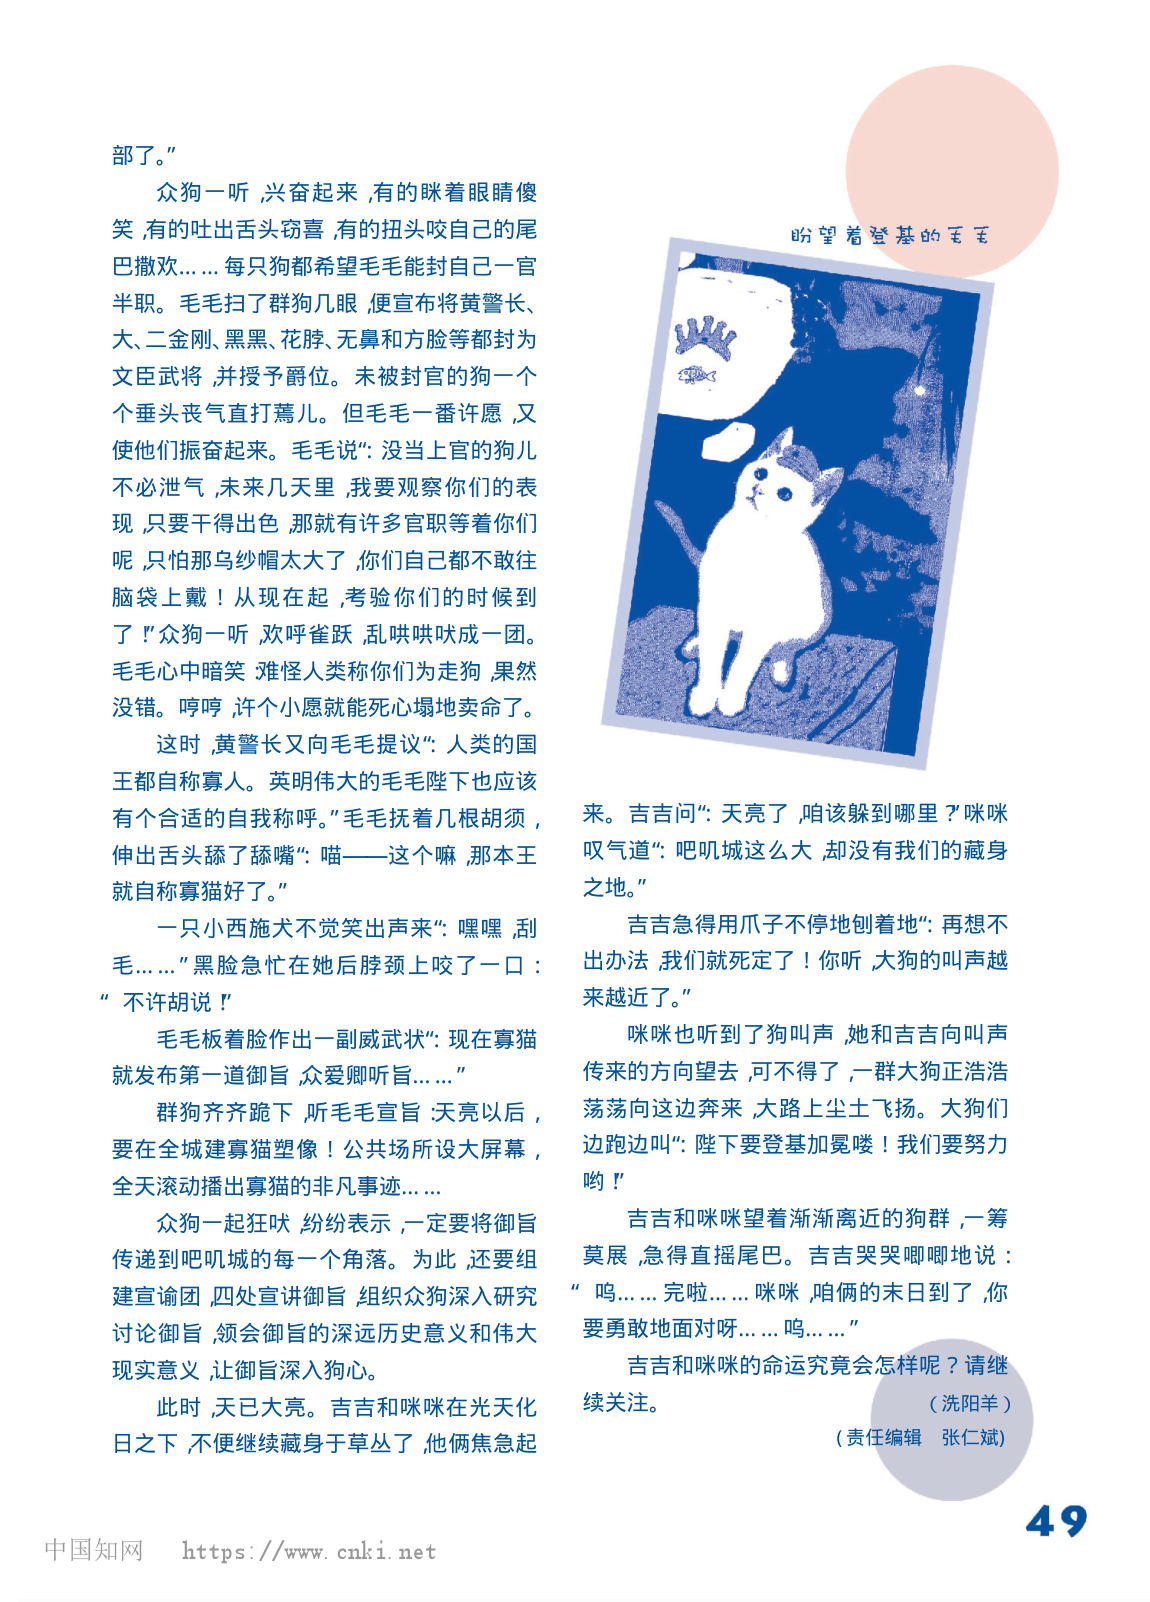 部了。”
众狗一听，兴奋起来，有的眯着眼睛傻
笑，有的吐出舌头窃喜，有的扭头咬自己的尾
巴撒欢……每只狗都希望毛毛能封自己一官
半职。毛毛扫了群狗几眼，便宣布将黄警长、
大、二金刚、黑黑、花脖、无鼻和方脸等都封为
文臣武将，并授予爵位。未被封官的狗一个
个垂头丧气直打蔫儿。但毛毛一番许愿，又
使他们振奋起来。毛毛说：“没当上官的狗儿
不必泄气，未来几天里，我要观察你们的表
现，只要干得出色，那就有许多官职等着你们
呢，只怕那乌纱帽太大了，你们自己都不敢往
脑袋上戴！从现在起，考验你们的时候到
了！”众狗一听，欢呼雀跃，乱哄哄吠成一团。
毛毛心中暗笑：难怪人类称你们为走狗，果然
没错。哼哼，许个小愿就能死心塌地卖命了。
这时，黄警长又向毛毛提议：“人类的国
王都自称寡人。英明伟大的毛毛陛下也应该
有个合适的自我称呼。”毛毛抚着几根胡须，
伸出舌头舔了舔嘴：“喵——这个嘛，那本王
就自称寡猫好了。”
一只小西施犬不觉笑出声来：“嘿嘿，刮
毛……”黑脸急忙在她后脖颈上咬了一口：
“不许胡说！”
毛毛板着脸作出一副威武状：“现在寡猫
就发布第一道御旨，众爱卿听旨……”
群狗齐齐跪下，听毛毛宣旨：天亮以后，
要在全城建寡猫塑像！公共场所设大屏幕，
全天滚动播出寡猫的非凡事迹……
众狗一起狂吠，纷纷表示，一定要将御旨
传递到吧叽城的每一个角落。为此，还要组
建宣谕团，四处宣讲御旨，组织众狗深入研究
讨论御旨，领会御旨的深远历史意义和伟大
现实意义，让御旨深入狗心。
此时，天已大亮。吉吉和咪咪在光天化
日之下，不便继续藏身于草丛了，他俩焦急起
盼望着登基的毛毛
来。吉吉问：“天亮了，咱该躲到哪里？”咪咪
叹气道：“吧叽城这么大，却没有我们的藏身
之地。”
吉吉急得用爪子不停地刨着地：“再想不
出办法，我们就死定了！你听，大狗的叫声越
来越近了。”
咪咪也听到了狗叫声，她和吉吉向叫声
传来的方向望去，可不得了，一群大狗正浩浩
荡荡向这边奔来，大路上尘土飞扬。大狗们
边跑边叫：“陛下要登基加冕喽！我们要努力
哟！”
吉吉和咪咪望着渐渐离近的狗群，一筹
莫展，急得直摇尾巴。吉吉哭哭唧唧地说：
“呜……完啦……咪咪，咱俩的末日到了，你
要勇敢地面对呀……呜……”
吉吉和咪咪的命运究竟会怎样呢？请继
续关注。 （洗阳羊）
（责任编辑　张仁斌）
49
中国知网 https://www.cnki.net